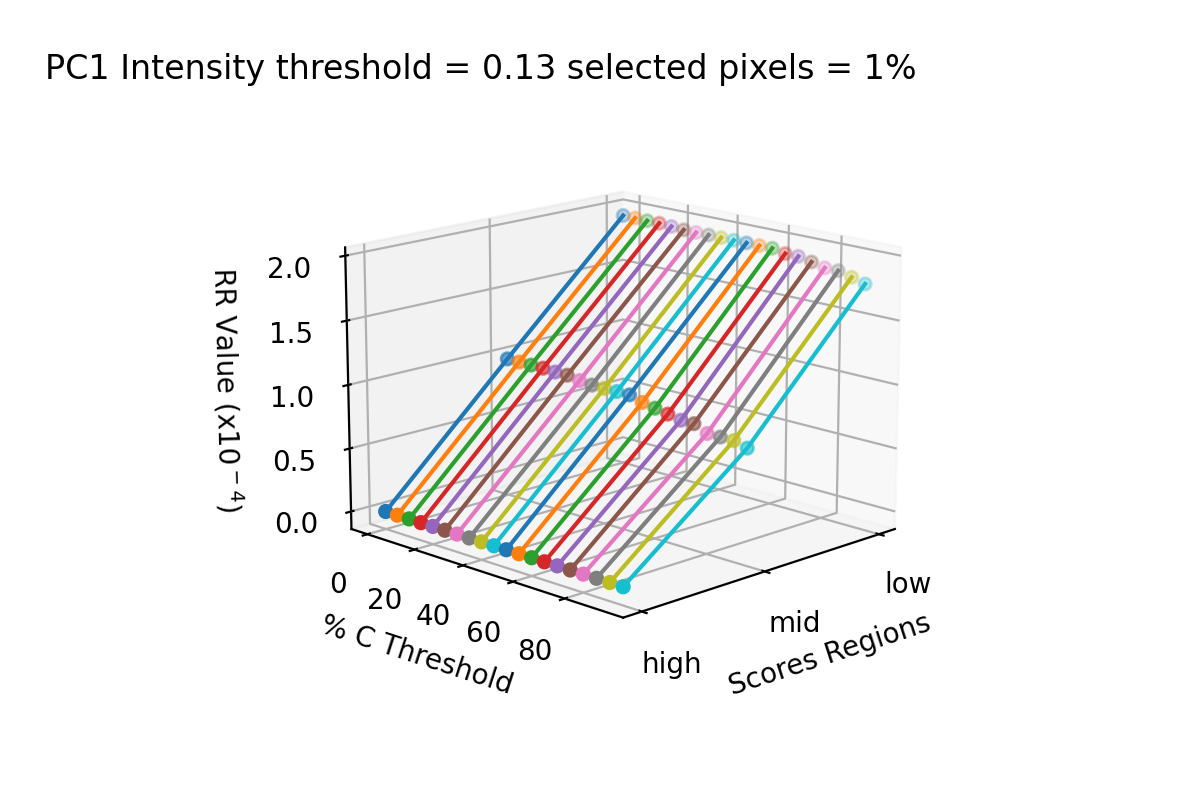 PC1 Intensity threshold = 0.13 selected pixels = 1%
RR Value (x10⁻⁴)
2.0
1.5
1.0
0.5
0.0
0
20
40
60
80
% C Threshold
high
mid
low
Scores Regions